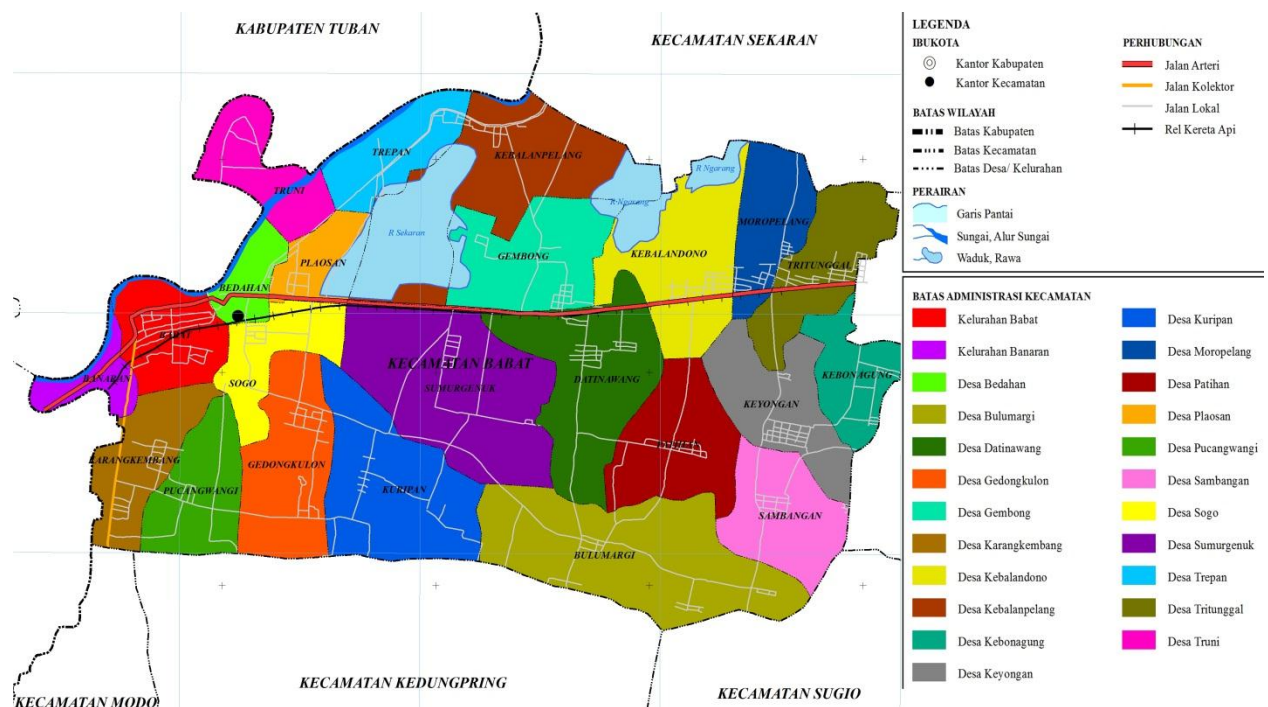 KABUPATEN TUBAN
KECAMATAN SEKARAN
TREPAN
KEBALANPELANG
R Ngarang
R Ngarang
TRUNI
MOROPELANG
R Sekaran
PLAOSAN
GEMBONG
KEBALANDONO
TRITUNGGAL
BEDAHAN
BABAT
KECAMATAN BABAT
SUMURGENUK
BANARAN
SOGO
DATINAWANG
KEBONAGUNG
KEYONGAN
PATIHAN
KARANGKEMBANG
GEDONGKULON
PUCANGWANGI
KURIPAN
SAMBANGAN
BULUMARGI
KECAMATAN MODO
KECAMATAN KEDUNGPRING
KECAMATAN SUGIO
LEGENDA
IBUKOTA
Kantor Kabupaten
Kantor Kecamatan
BATAS WILAYAH
Batas Kabupaten
Batas Kecamatan
Batas Desa/ Kelurahan
PERAIRAN
Garis Pantai
Sungai, Alur Sungai
Waduk, Rawa
PERHUBUNGAN
Jalan Arteri
Jalan Kolektor
Jalan Lokal
Rel Kereta Api
BATAS ADMINISTRASI KECAMATAN
Kelurahan Babat
Kelurahan Banaran
Desa Bedahan
Desa Bulumargi
Desa Datinawang
Desa Gedongkulon
Desa Gembong
Desa Karangkembang
Desa Kebalandono
Desa Kebalanpelang
Desa Kebonagung
Desa Keyongan
Desa Kuripan
Desa Moropelang
Desa Patihan
Desa Plaosan
Desa Pucangwangi
Desa Sambangan
Desa Sogo
Desa Sumurgenuk
Desa Trepan
Desa Tritunggal
Desa Truni